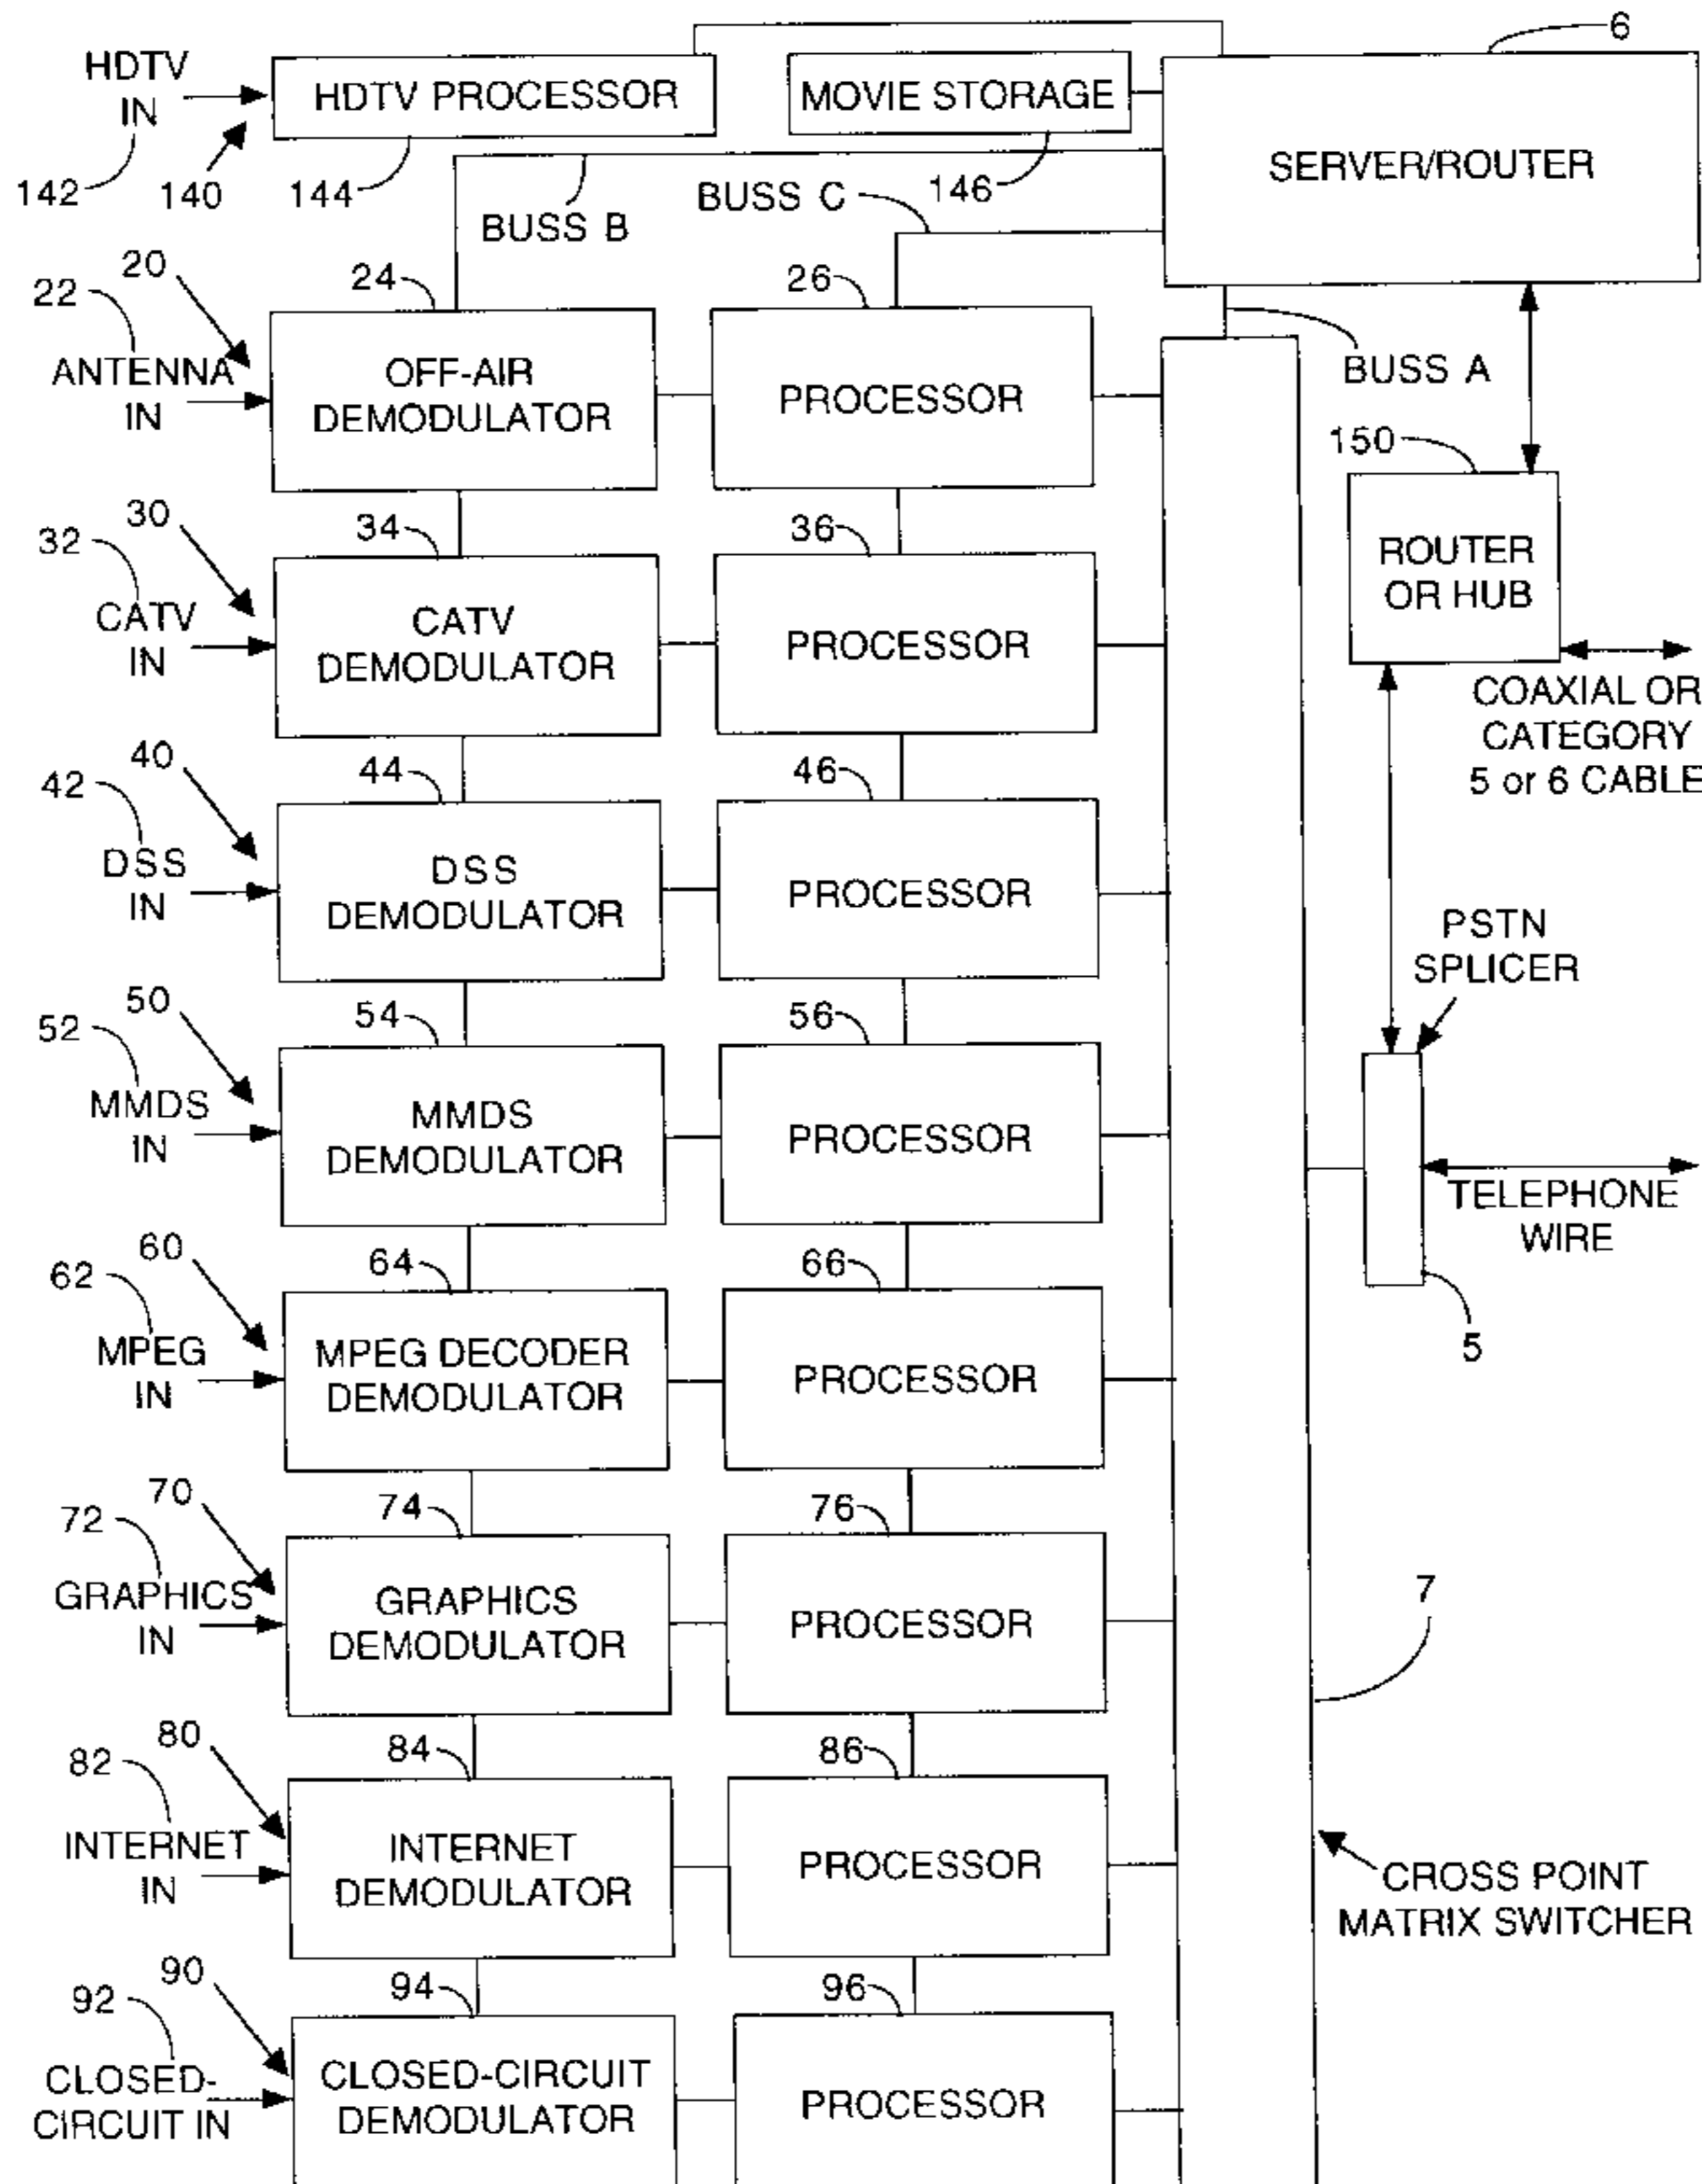 6
HDTV
IN
HDTV PROCESSOR
MOVIE STORAGE
SERVER/ROUTER
142
140
144
146
BUSS B
BUSS C
BUSS A
20
22
24
26
ANTENNA
IN
OFF-AIR
DEMODULATOR
PROCESSOR
150
ROUTER
OR HUB
30
32
34
36
CATV
IN
CATV
DEMODULATOR
PROCESSOR
COAXIAL OR
CATEGORY
5 or 6 CABLE
40
42
44
46
DSS
IN
DSS
DEMODULATOR
PROCESSOR
PSTN
SPLICER
50
52
54
56
MMDS
IN
MMDS
DEMODULATOR
PROCESSOR
TELEPHONE
WIRE
5
60
62
64
66
MPEG
IN
MPEG DECODER
DEMODULATOR
PROCESSOR
70
72
74
76
GRAPHICS
IN
GRAPHICS
DEMODULATOR
PROCESSOR
7
80
82
84
86
INTERNET
IN
INTERNET
DEMODULATOR
PROCESSOR
CROSS POINT
MATRIX SWITCHER
90
92
94
96
CLOSED-
CIRCUIT IN
CLOSED-CIRCUIT
DEMODULATOR
PROCESSOR